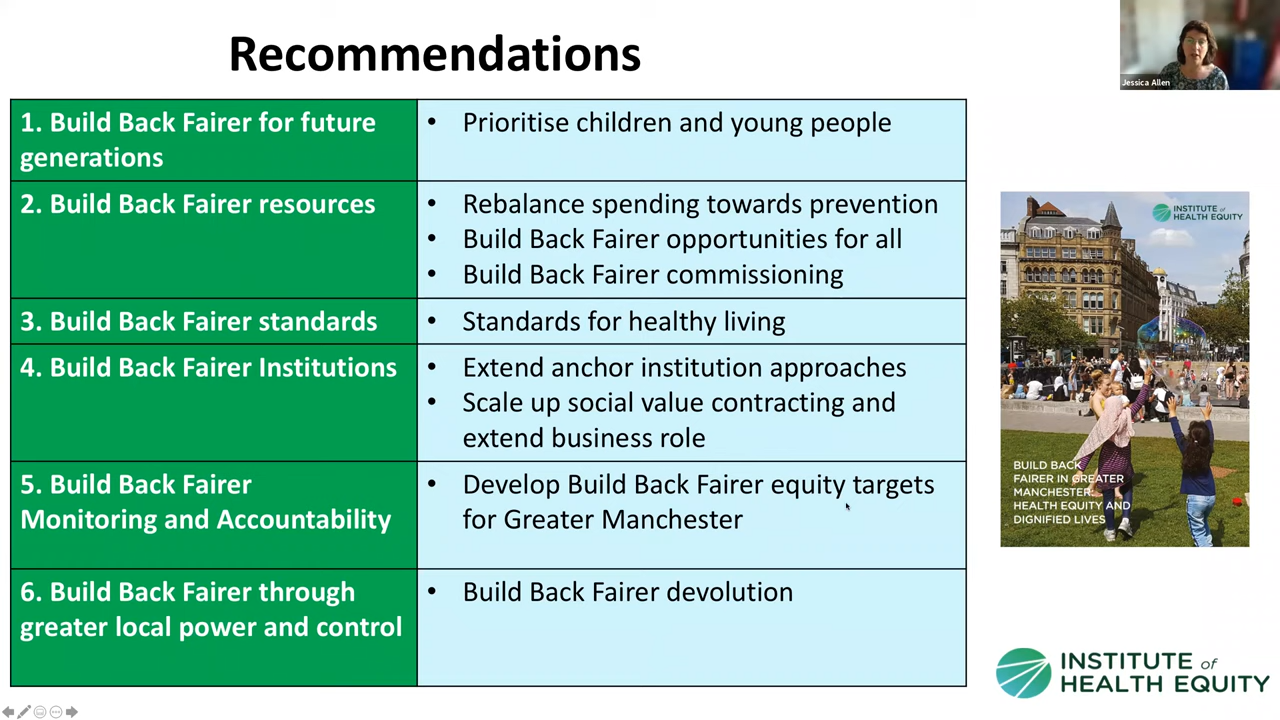 Recommendations
Jessica Allen
1. Build Back Fairer for future
generations
• Prioritise children and young people
2. Build Back Fairer resources
• Rebalance spending towards prevention
• Build Back Fairer opportunities for all
• Build Back Fairer commissioning
3. Build Back Fairer standards
• Standards for healthy living
4. Build Back Fairer Institutions
• Extend anchor institution approaches
• Scale up social value contracting and
extend business role
5. Build Back Fairer
Monitoring and Accountability
• Develop Build Back Fairer equity targets
for Greater Manchester
6. Build Back Fairer through
greater local power and control
• Build Back Fairer devolution
INSTITUTE of
HEALTH EQUITY
BUILD BACK
FAIRER IN GREATER
MANCHESTER:
HEALTH EQUITY AND
DIGNIFIED LIVES
INSTITUTE of
HEALTH EQUITY